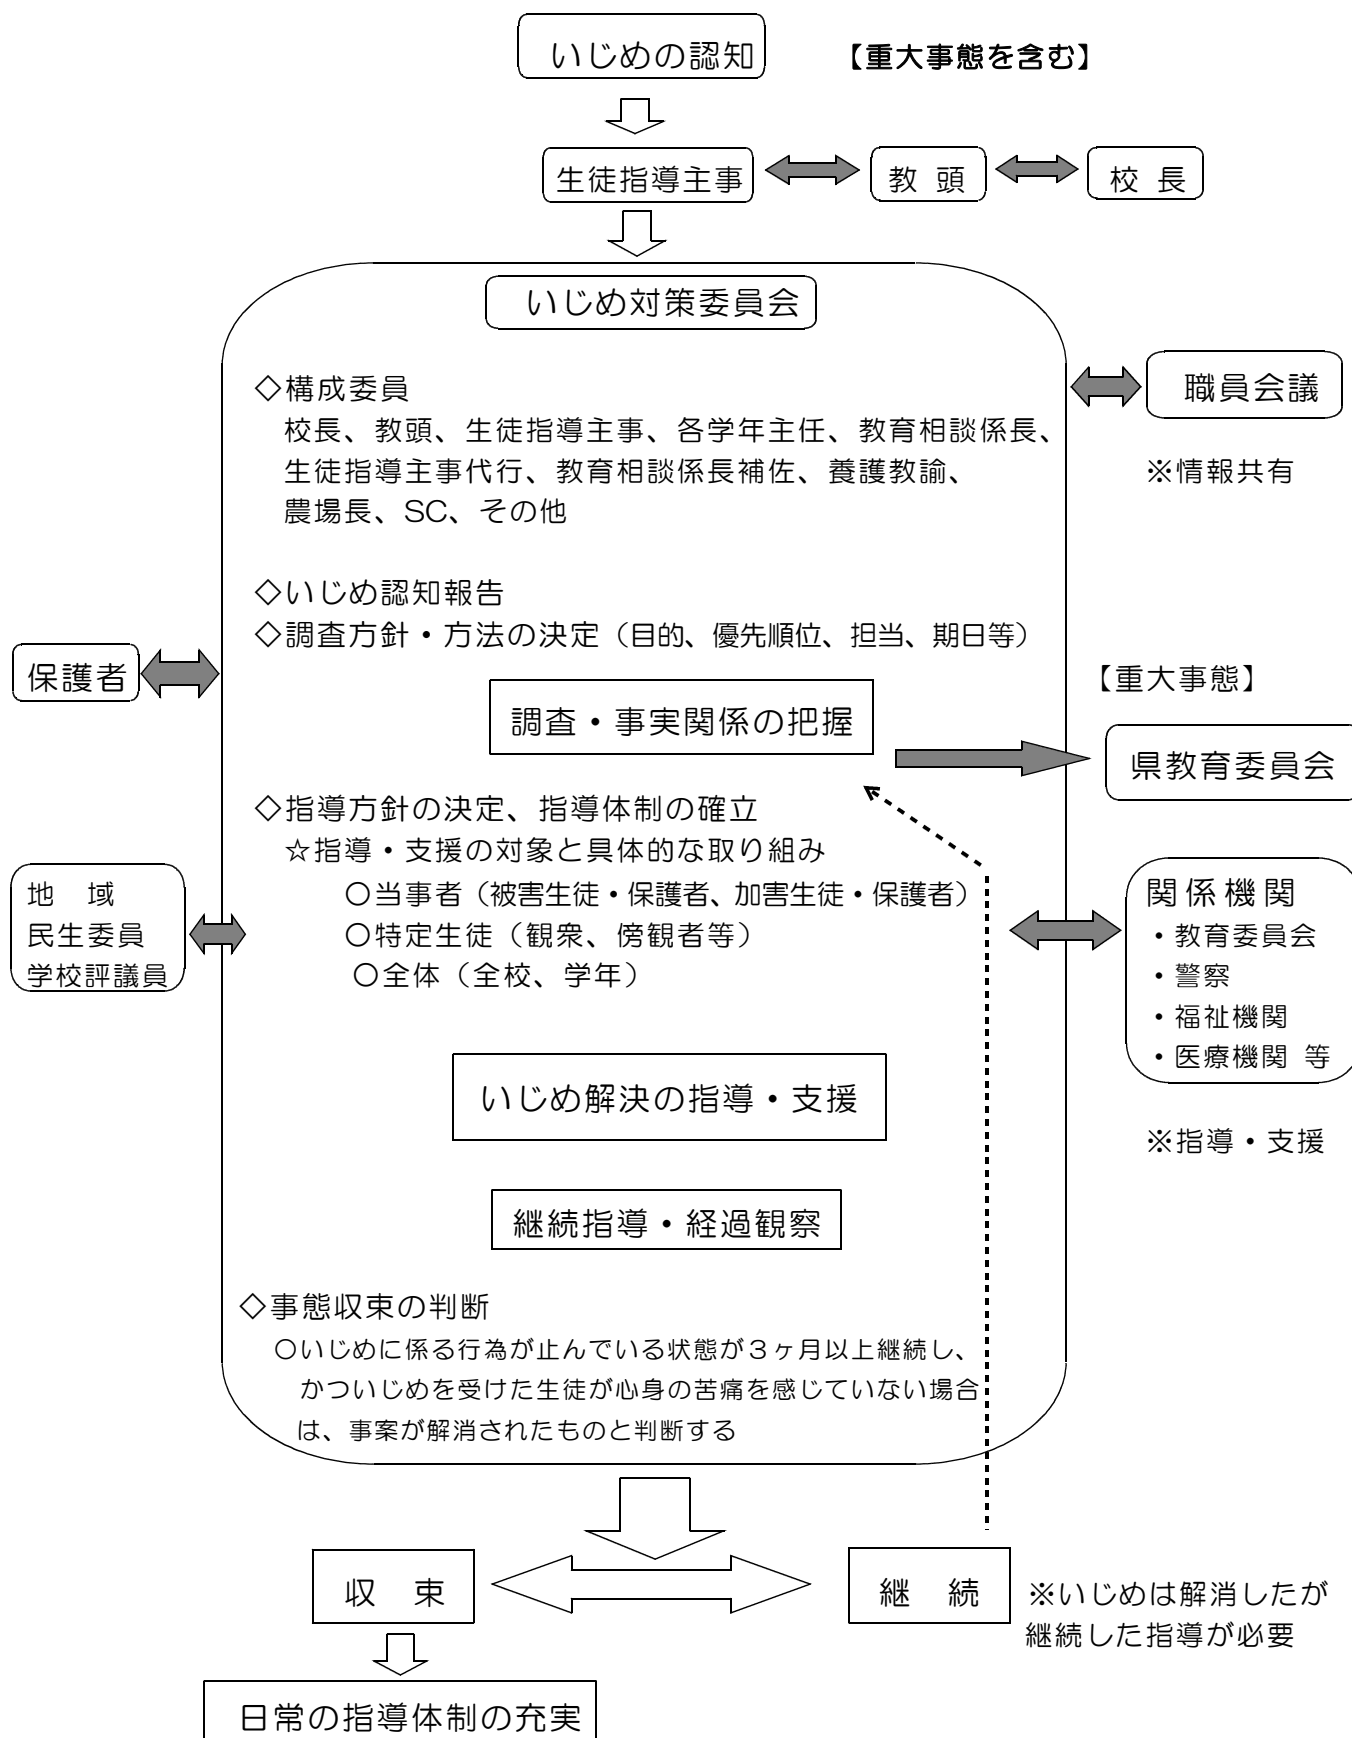 いじめの認知
【重大事態を含む】
生徒指導主事
教 頭
校 長
いじめ対策委員会
◇構成委員
校長、教頭、生徒指導主事、各学年主任、教育相談係長、
生徒指導主事代行、教育相談係長補佐、養護教諭、
農場長、SC、その他
職員会議
※情報共有
◇いじめ認知報告
◇調査方針・方法の決定（目的、優先順位、担当、期日等）
保護者
調査・事実関係の把握
【重大事態】
県教育委員会
◇指導方針の決定、指導体制の確立
☆指導・支援の対象と具体的な取り組み
○当事者（被害生徒・保護者、加害生徒・保護者）
○特定生徒（観衆、傍観者等）
○全体（全校、学年）
地　域
民生委員
学校評議員
関係機関
・教育委員会
・警察
・福祉機関
・医療機関 等
※指導・支援
いじめ解決の指導・支援
継続指導・経過観察
◇事態収束の判断
○いじめに係る行為が止んでいる状態が３ヶ月以上継続し、
かついじめを受けた生徒が心身の苦痛を感じていない場合
は、事案が解消されたものと判断する
収　束
継　続
※いじめは解消したが
継続した指導が必要
日常の指導体制の充実